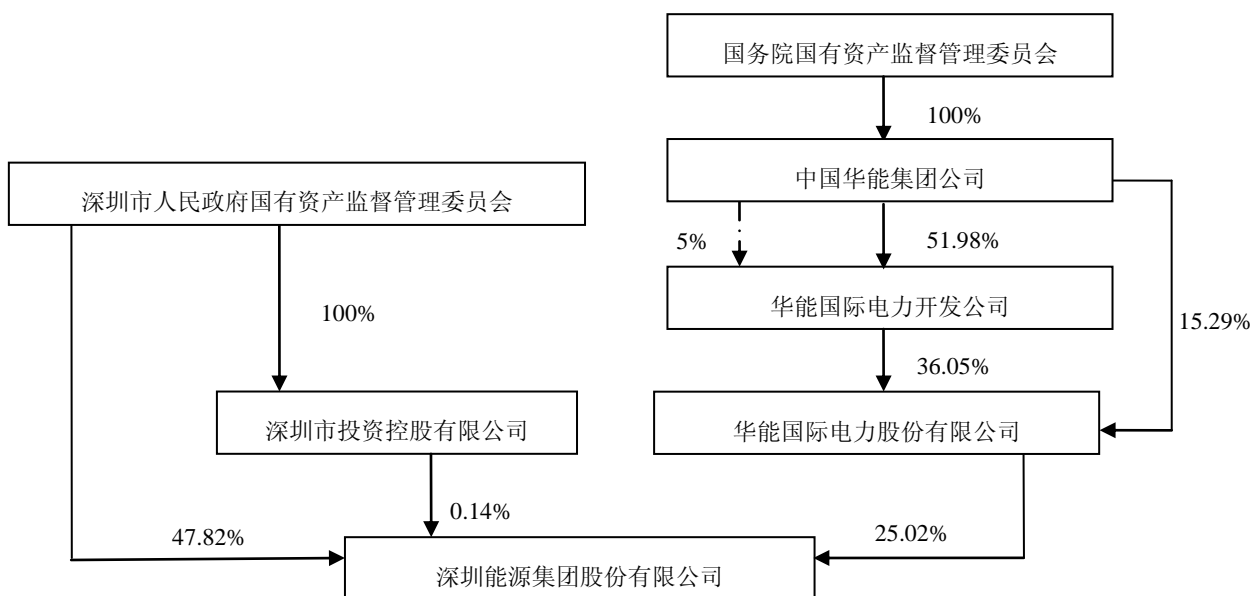 国务院国有资产监督管理委员会
100%
中国华能集团公司
深圳市人民政府国有资产监督管理委员会
5%
51.98%
华能国际电力开发公司
100%
15.29%
36.05%
深圳市投资控股有限公司
华能国际电力股份有限公司
0.14%
47.82%
25.02%
深圳能源集团股份有限公司